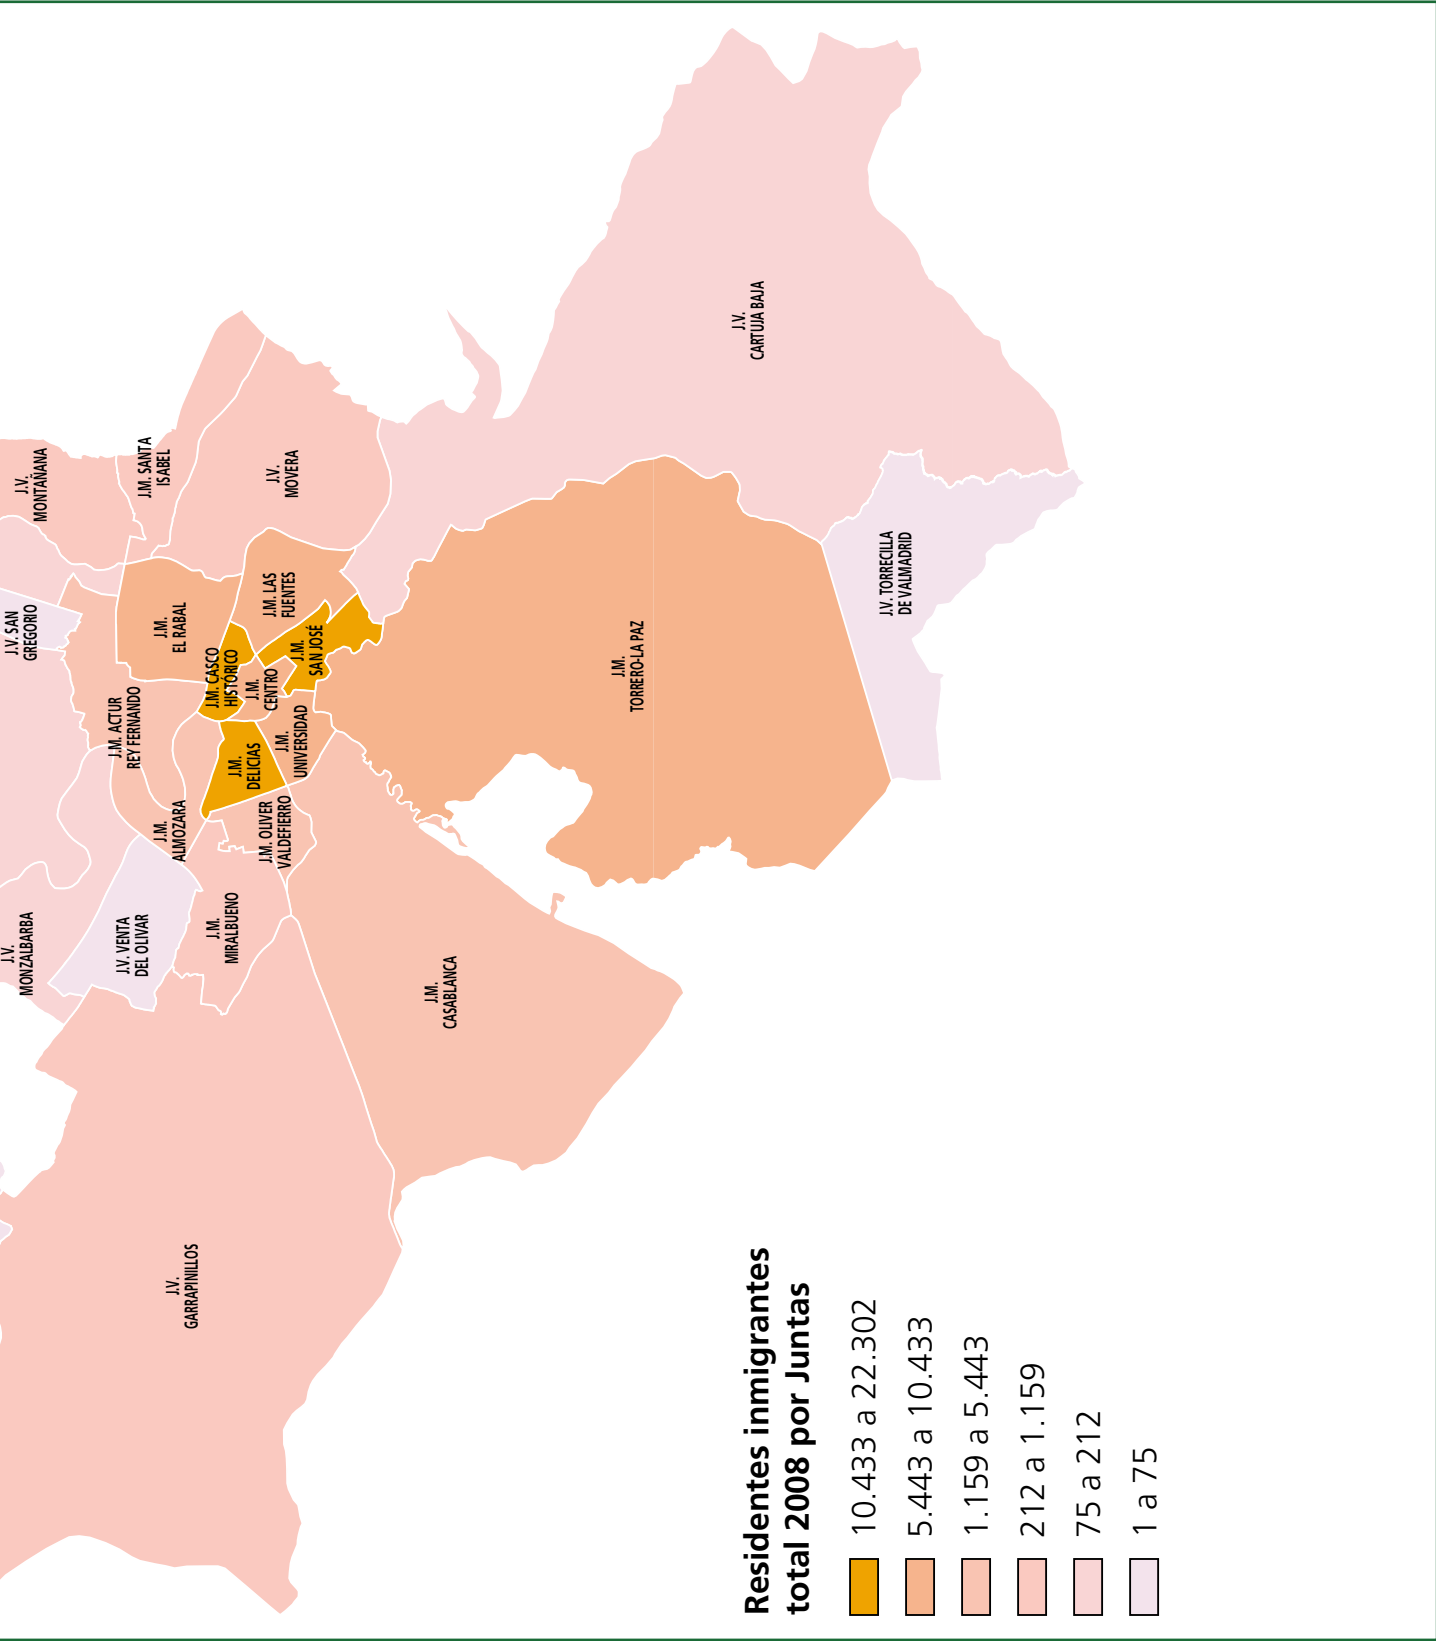 J.V.
MONTAÑANA
J.M. SANTA
ISABEL
J.V.
MOVERA
J.V.
CARTUJA BAJA
J.V. SAN
GREGORIO
J.M.
EL RABAL
J.M. LAS
FUENTES
J.V. TORRECILLA
DE VALMADRID
J.M. ACTUR
REY FERNANDO
J.M. CASCO
HISTÓRICO
J.M.
CENTRO
J.M.
SAN JOSÉ
J.M.
TORRERO-LA PAZ
J.M.
ALMOZARA
J.M.
DELICIAS
J.M.
UNIVERSIDAD
J.M. OLIVER
VALDEFIERRO
J.V.
MONZALBARBA
J.V. VENTA
DEL OLIVAR
J.M.
MIRALBUENO
J.M.
CASABLANCA
J.V.
GARRAPINILLOS
Residentes inmigrantes
total 2008 por Juntas
10.433 a 22.302
5.443 a 10.433
1.159 a 5.443
212 a 1.159
75 a 212
1 a 75